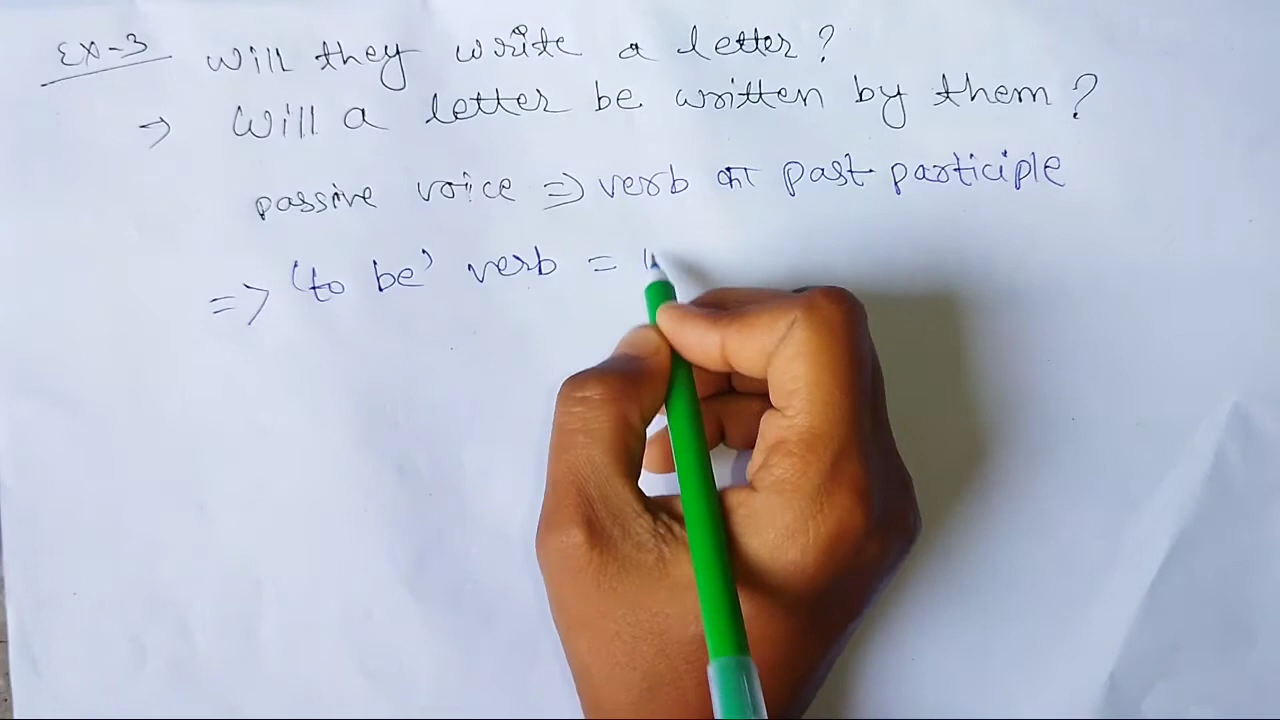 Ex-3 Will they write a letter?
→ Will a letter be written by them?
passive voice => verb का past participle
=> 'to be' verb =